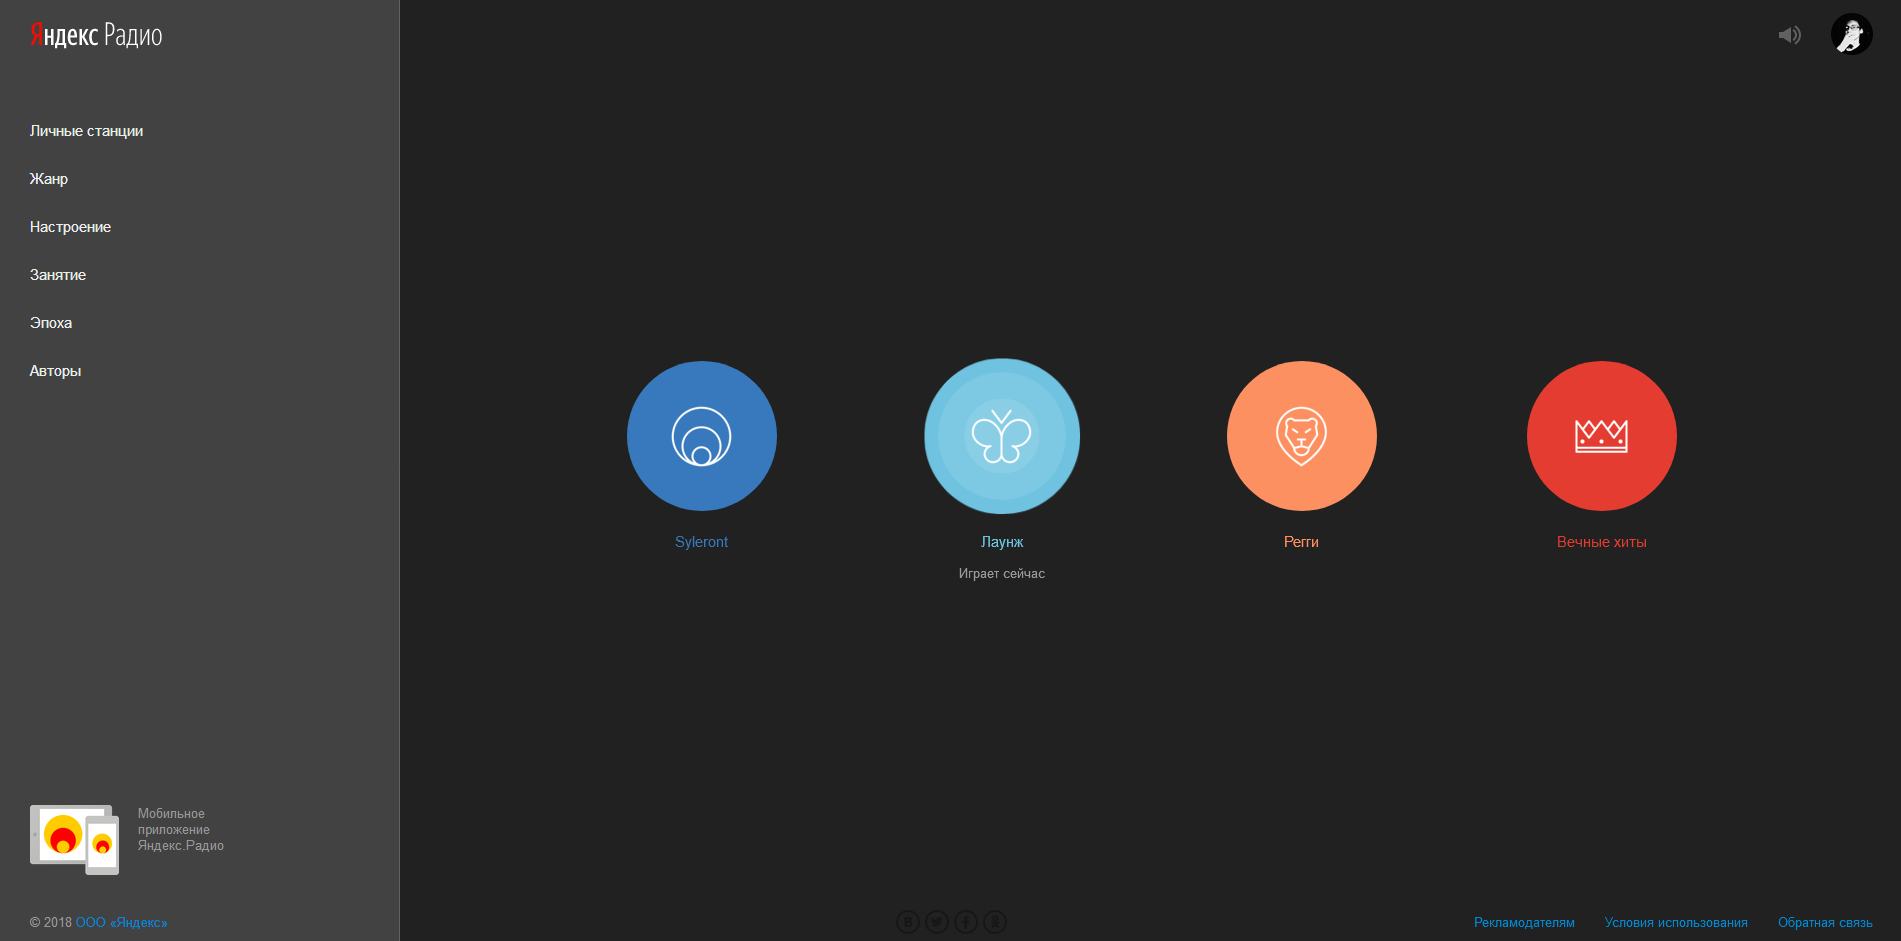 Яндекс Радио
Личные станции
Жанр
Настроение
Занятие
Эпоха
Авторы
Syleront
Лаунж
Регги
Вечные хиты
Играет сейчас
Мобильное
приложение
Яндекс.Радио
© 2018 ООО «Яндекс»
Рекламодателям
Условия использования
Обратная связь